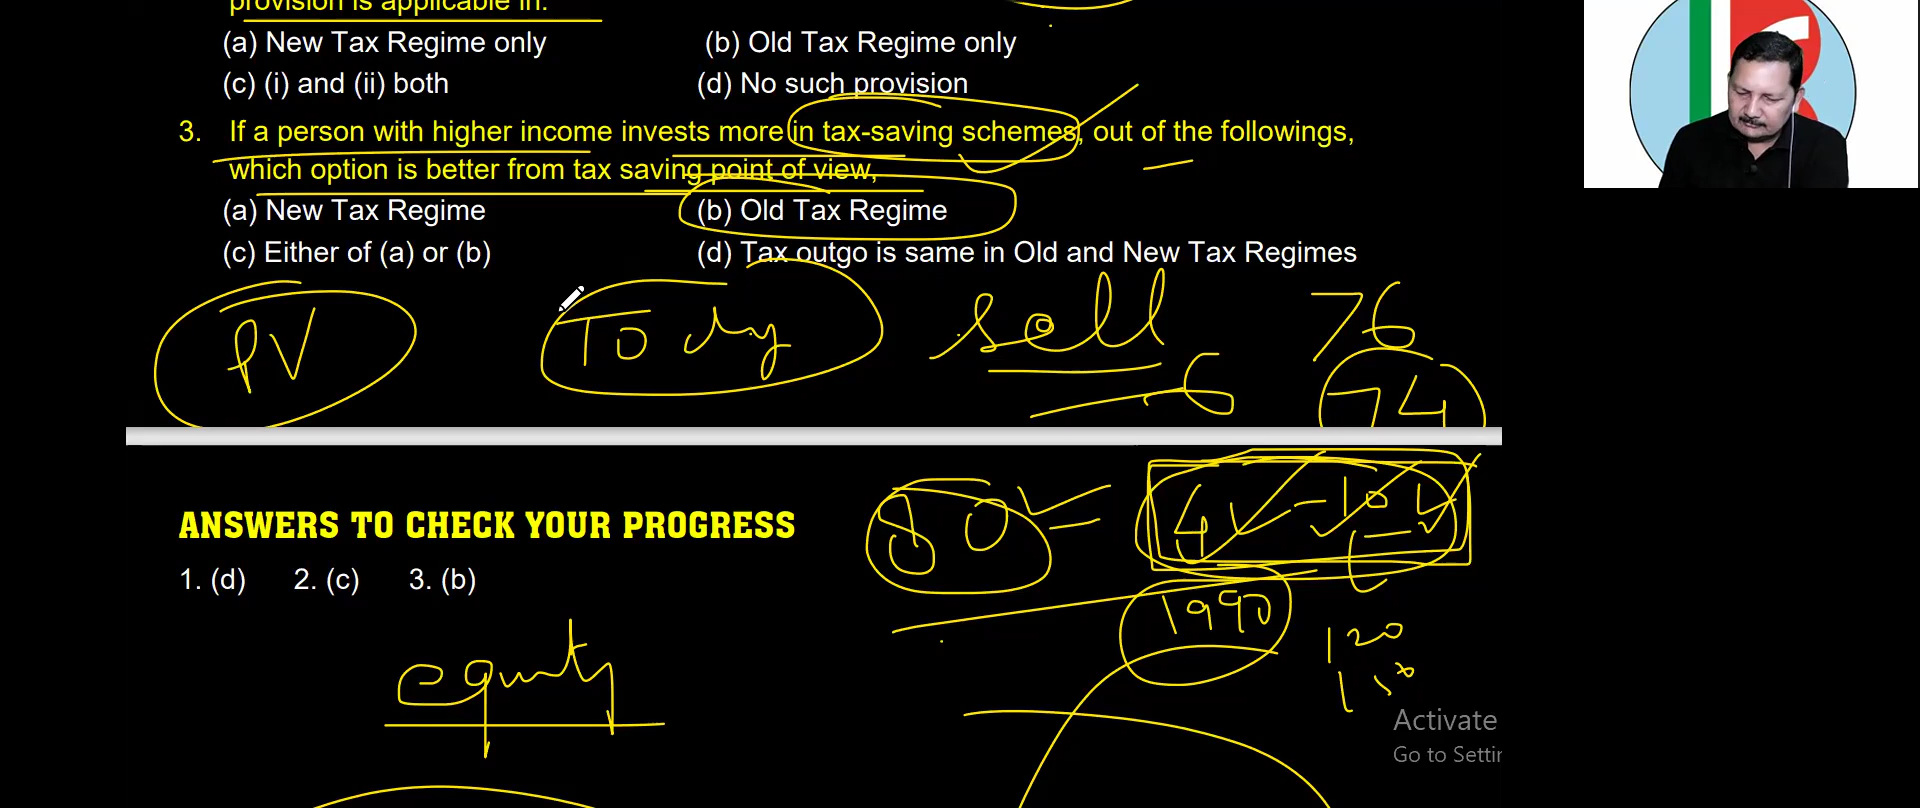 provision is applicable in:
(a) New Tax Regime only (b) Old Tax Regime only
(c) (i) and (ii) both (d) No such provision
3. If a person with higher income invests more in tax-saving schemes, out of the followings,
which option is better from tax saving point of view,
(a) New Tax Regime (b) Old Tax Regime
(c) Either of (a) or (b) (d) Tax outgo is same in Old and New Tax Regimes
PV Today sell 76
6 74
80
ANSWERS TO CHECK YOUR PROGRESS
1. (d) 2. (c) 3. (b)
1990
120
equity
Activate
Go to Settin